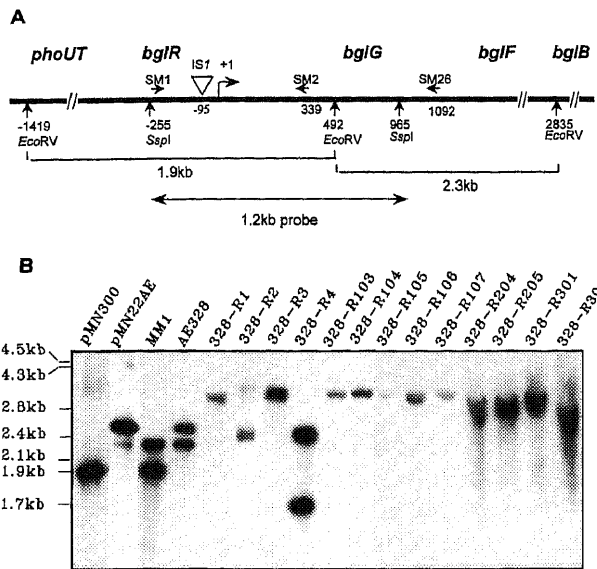 A
phoUT bglR bglG bglF bglB
IS1 +1
SM1 SM2 SM26
-95 339 1092
-1419 -255 492 965 2835
EcoRV SspI EcoRV SspI EcoRV
1.9kb 2.3kb
1.2kb probe
B
pMN300
pMN22AE
MM1
AE328
328-R1
328-R2
328-R3
328-R4
328-R103
328-R104
328-R105
328-R106
328-R107
328-R204
328-R205
328-R301
4.5kb
4.3kb
2.8kb
2.4kb
2.1kb
1.9kb
1.7kb